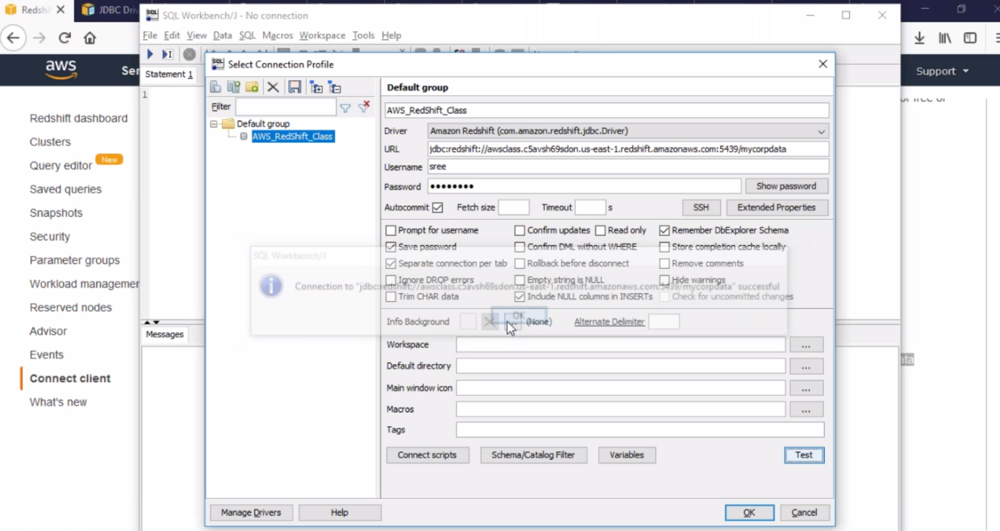 Redshi
JDBC Driv
SQL Workbench/J - No connection
File Edit View Data SQL Macros Workspace Tools Help
aws
Ser
Support
Statement 1
1
Redshift dashboard
Clusters
Query editor New
Saved queries
Snapshots
Security
Parameter groups
Workload managemen
Reserved nodes
Advisor
Events
Connect client
What's new
Messages
Select Connection Profile
Filter
Default group
AWS_RedShift_Class
Default group
AWS_RedShift_Class
Driver Amazon Redshift (com.amazon.redshift.jdbc.Driver)
URL jdbc:redshift://awsclass.c5avsh69sdon.us-east-1.redshift.amazonaws.com:5439/mycorpdata
Username sree
Password •••••••• Show password
Autocommit Fetch size Timeout s SSH Extended Properties
Prompt for username Confirm updates Read only Remember DbExplorer Schema
Save password Confirm DML without WHERE Store completion cache locally
Separate connection per tab Rollback before disconnect Remove comments
Ignore DROP errors Empty string is NULL Hide warnings
Trim CHAR data Include NULL columns in INSERTs Check for uncommitted changes
SQL Workbench/J
Connection to "jdbc:redshift://awsclass.c5avsh69sdon.us-east-1.redshift.amazonaws.com:5439/mycorpdata" successful
OK
Info Background ... (None) Alternate Delimiter
Workspace ...
Default directory ...
Main window icon ...
Macros ...
Tags
Connect scripts Schema/Catalog Filter Variables Test
Manage Drivers Help OK Cancel
ata